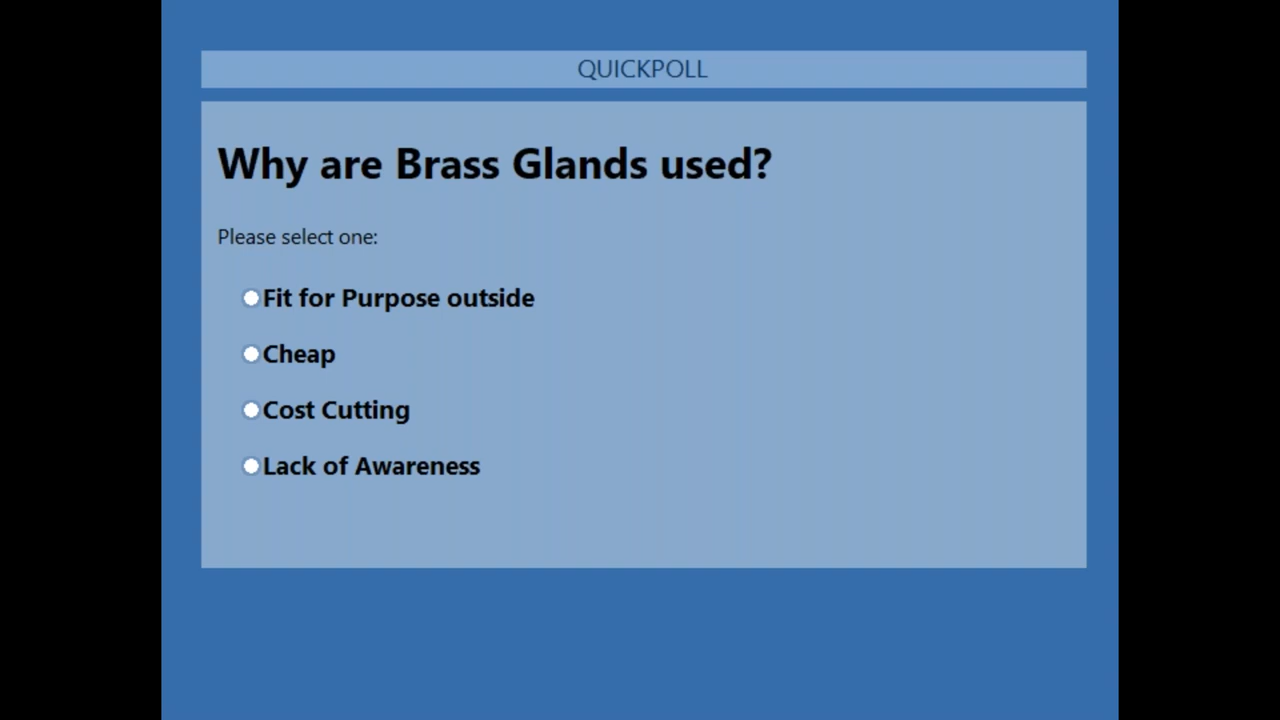 QUICKPOLL
Why are Brass Glands used?
Please select one:
Fit for Purpose outside
Cheap
Cost Cutting
Lack of Awareness